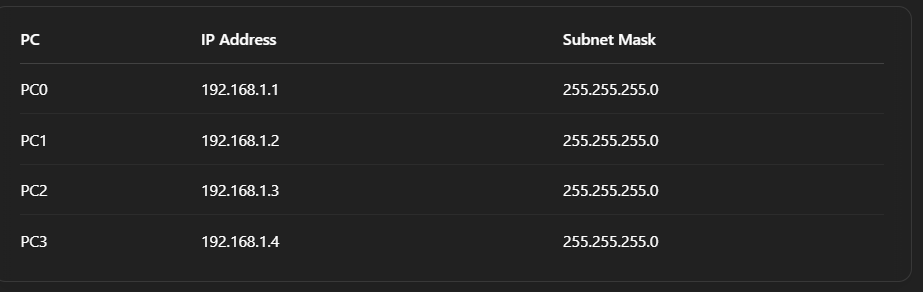 PC IP Address Subnet Mask
PC0 192.168.1.1 255.255.255.0
PC1 192.168.1.2 255.255.255.0
PC2 192.168.1.3 255.255.255.0
PC3 192.168.1.4 255.255.255.0